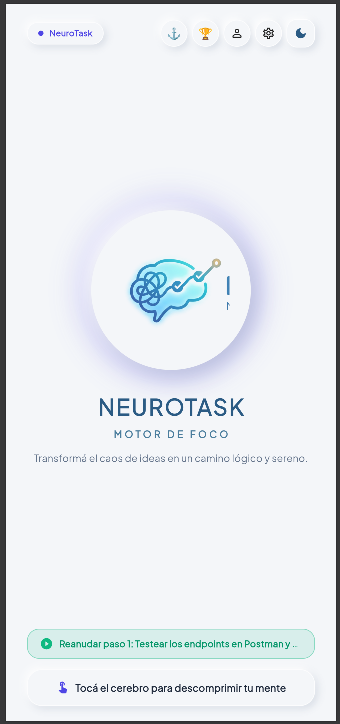 NeuroTask
NEUROTASK
MOTOR DE FOCO
Transformá el caos de ideas en un camino lógico y sereno.
Reanudar paso 1: Testear los endpoints en Postman y ..
Tocá el cerebro para descomprimir tu mente